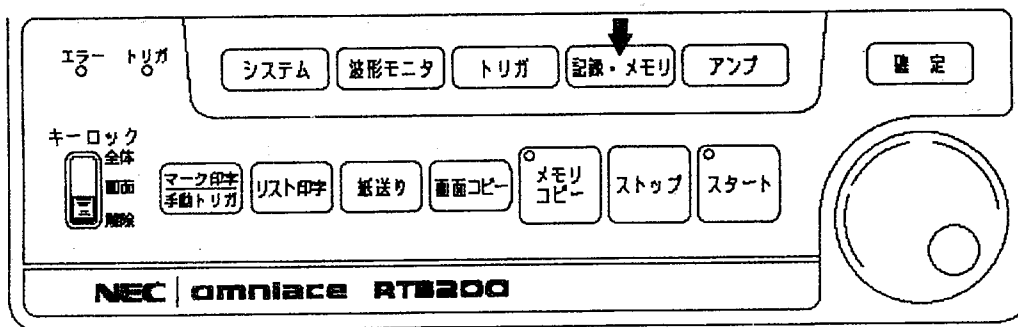 エラー トリガ
システム
波形モニタ
トリガ
記録・メモリ
アンプ
確 定
キーロック
全体
画面
解除
マーク印字
手動トリガ
リスト印字
紙送り
画面コピー
メモリ
コピー
ストップ
スタート
NEC omniace RT3200